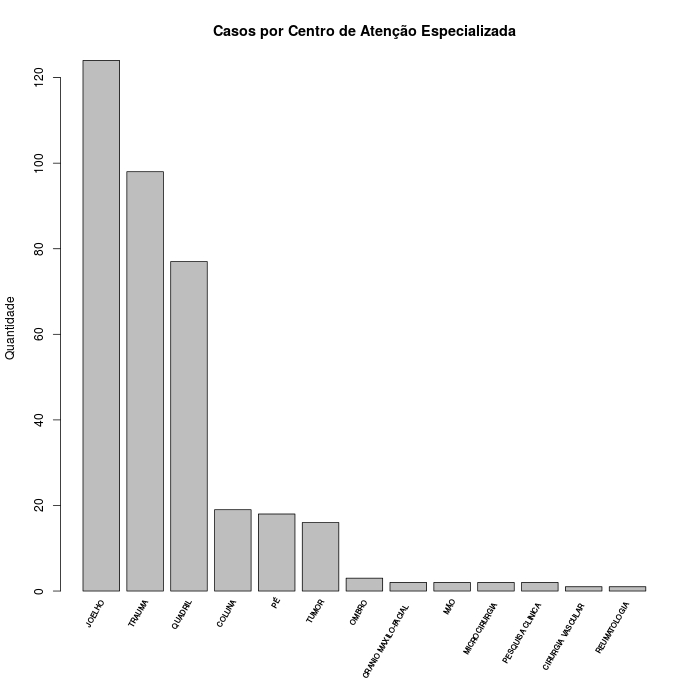 Casos por Centro de Atenção Especializada
Quantidade
120
100
80
60
40
20
0
JOELHO
TRAUMA
QUADRIL
COLUNA
PÉ
TUMOR
OMBRO
CRANIO MAXILO-FACIAL
MÃO
MICROCIRURGIA
PESQUISA CLINICA
CIRURGIA VASCULAR
REUMATOLOGIA